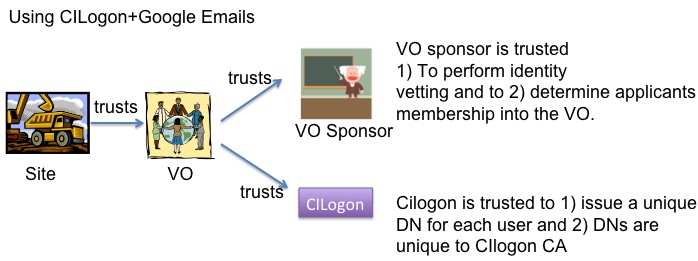 Using CILogon+Google Emails
VO sponsor is trusted
1) To perform identity
vetting and to 2) determine applicants
membership into the VO.
trusts
trusts
VO Sponsor
Site
VO
trusts
CILogon
Cilogon is trusted to 1) issue a unique
DN for each user and 2) DNs are
unique to CIlogon CA